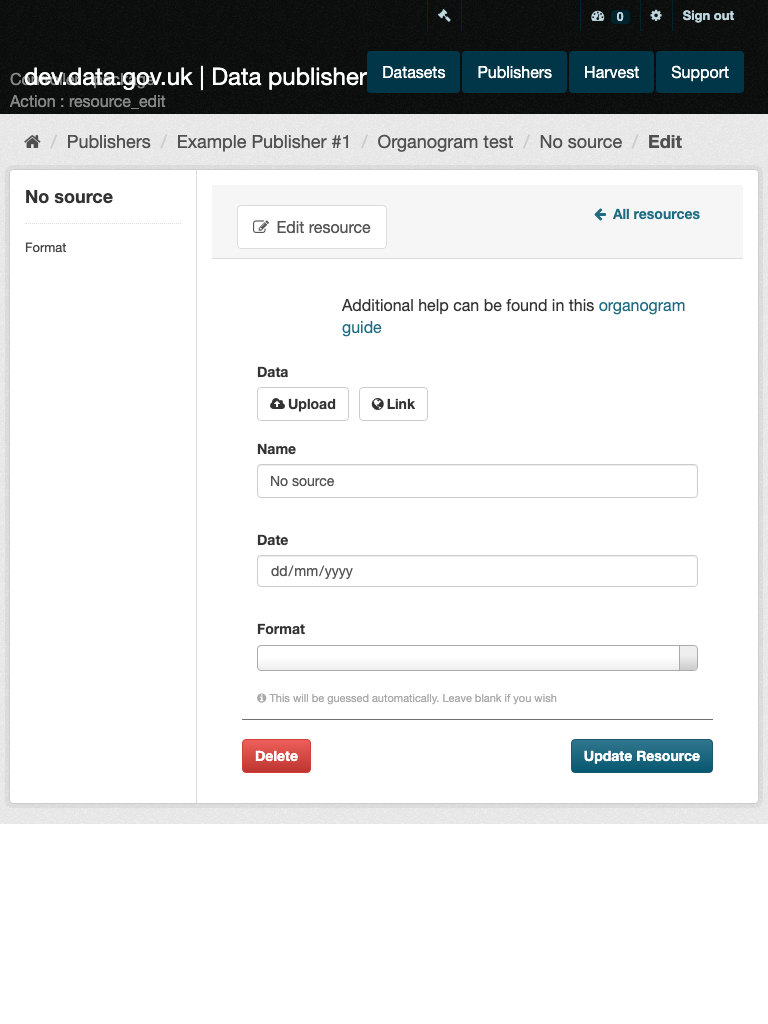 0 Sign out
dev.data.gov.uk | Data publisher
Datasets Publishers Harvest Support
Action : resource_edit
Publishers / Example Publisher #1 / Organogram test / No source / Edit
No source
Format
Edit resource
All resources
Additional help can be found in this organogram
guide
Data
Upload Link
Name
No source
Date
dd/mm/yyyy
Format
This will be guessed automatically. Leave blank if you wish
Delete Update Resource